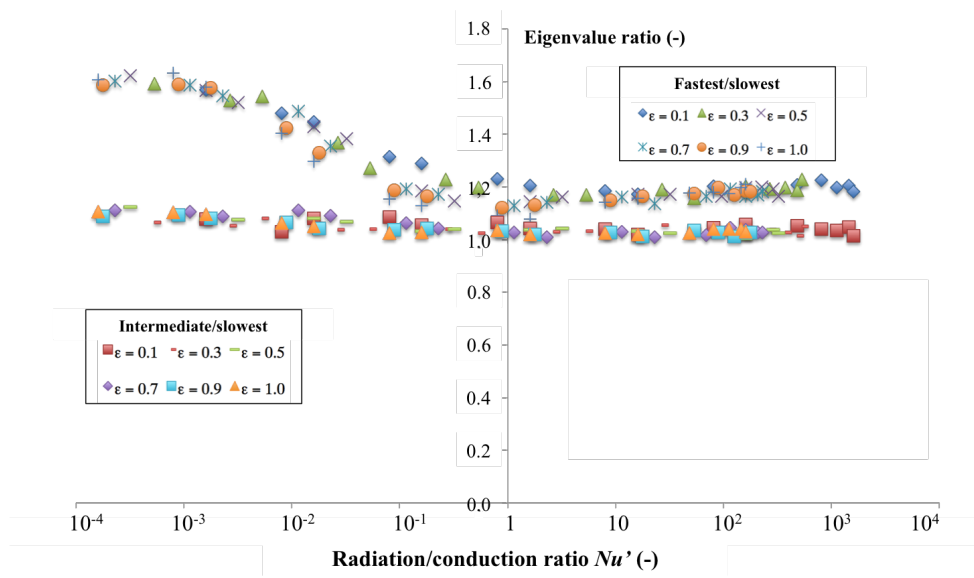 Eigenvalue ratio (-)
1.8
1.6
1.4
1.2
1.0
0.8
0.6
0.4
0.2
0.0
Fastest/slowest
ε = 0.1 ε = 0.3 ε = 0.5
ε = 0.7 ε = 0.9 ε = 1.0
Intermediate/slowest
ε = 0.1 ε = 0.3 ε = 0.5
ε = 0.7 ε = 0.9 ε = 1.0
10-4 10-3 10-2 10-1 1 10 102 103 104
Radiation/conduction ratio Nu' (-)